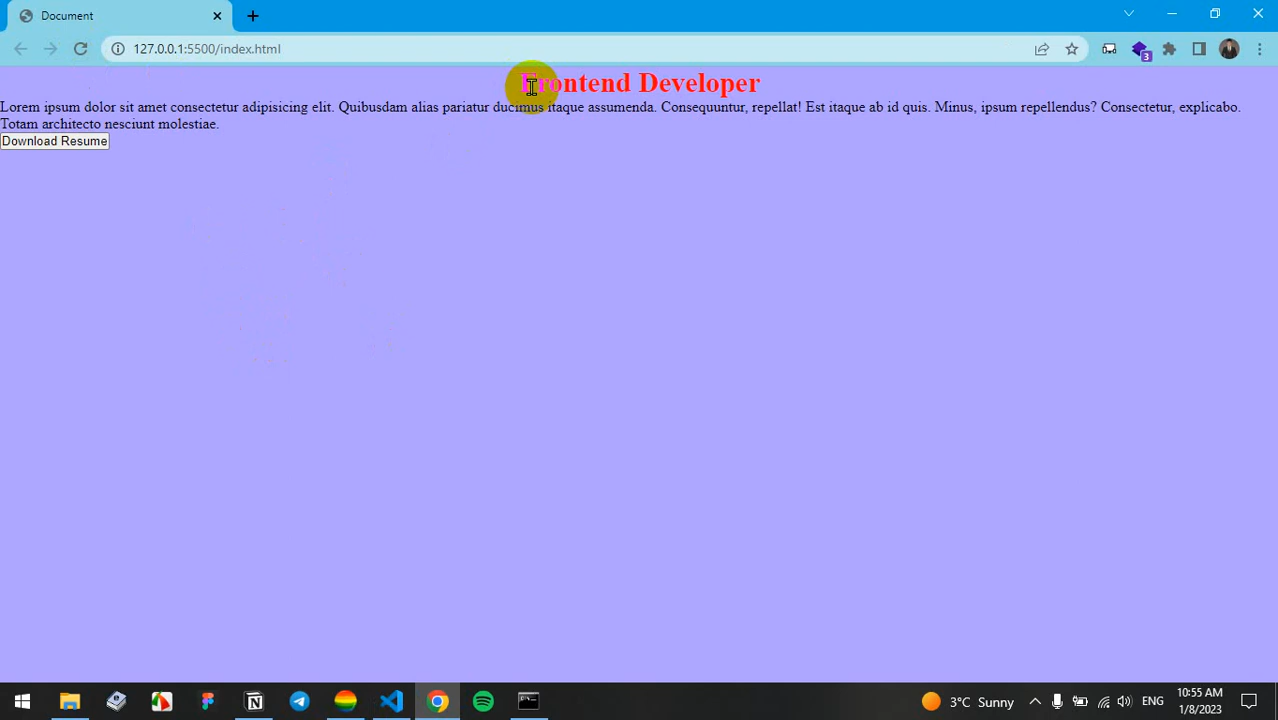 Document
127.0.0.1:5500/index.html
3
Frontend Developer
Lorem ipsum dolor sit amet consectetur adipisicing elit. Quibusdam alias pariatur ducimus itaque assumenda. Consequuntur, repellat! Est itaque ab id quis. Minus, ipsum repellendus? Consectetur, explicabo.
Totam architecto nesciunt molestiae.
Download Resume
3°C Sunny
ENG
10:55 AM
1/8/2023